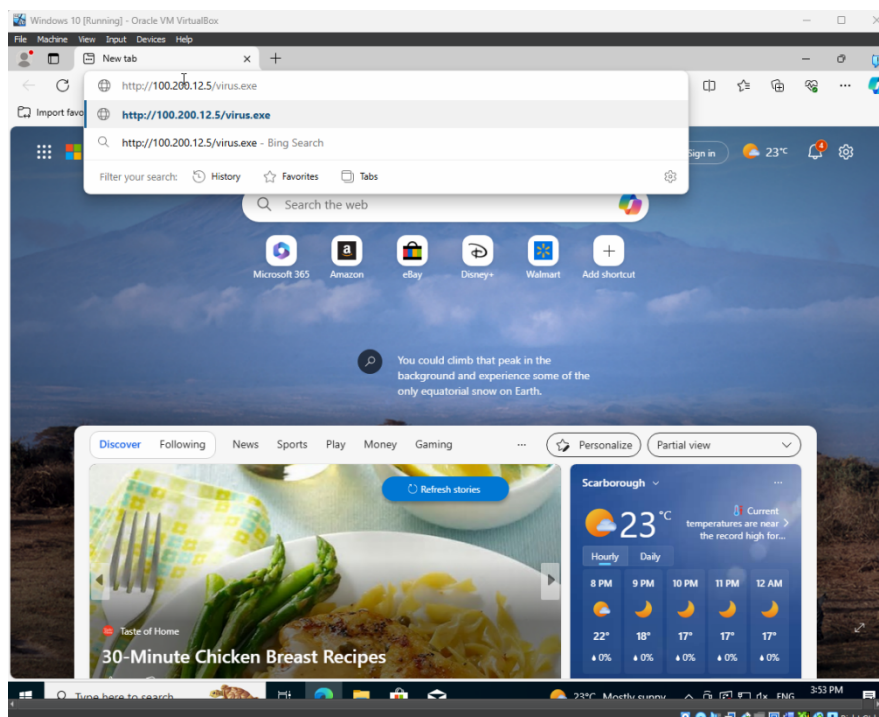 Windows 10 [Running] - Oracle VM VirtualBox
File Machine View Input Devices Help
New tab
http://100.200.12.5/virus.exe
Import favo
http://100.200.12.5/virus.exe
http://100.200.12.5/virus.exe - Bing Search
Sign in
23°C
4
Filter your search: History Favorites Tabs
Search the web
a
Microsoft 365 Amazon eBay Disney+ Walmart Add shortcut
You could climb that peak in the
background and experience some of the
only equatorial snow on Earth.
Discover Following News Sports Play Money Gaming ... Personalize Partial view
Refresh stories
Scarborough
23°C
Current
temperatures are near
the record high for...
Hourly Daily
8 PM 9 PM 10 PM 11 PM 12 AM
22° 18° 17° 17° 17°
0% 0% 0% 0% 0%
Taste of Home
30-Minute Chicken Breast Recipes
Type here to search
23°C Mostly sunny
ENG
3:53 PM